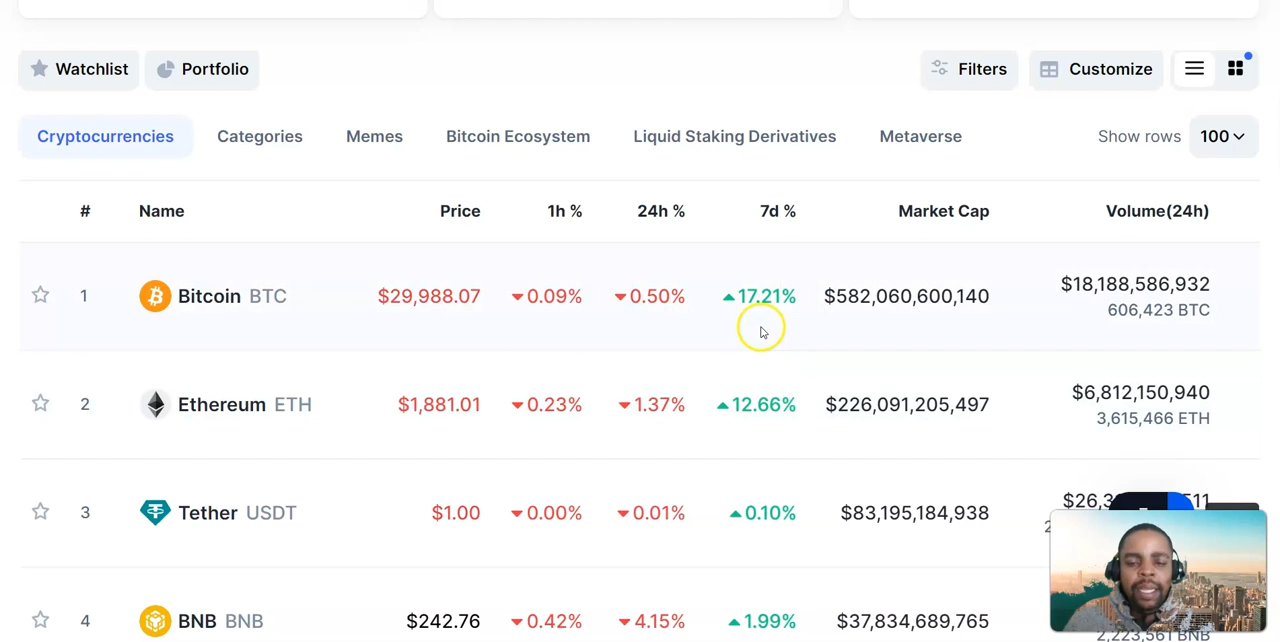 Watchlist Portfolio Filters Customize
Cryptocurrencies Categories Memes Bitcoin Ecosystem Liquid Staking Derivatives Metaverse Show rows 100
# Name Price 1h % 24h % 7d % Market Cap Volume(24h)
1 Bitcoin BTC $29,988.07 0.09% 0.50% 17.21% $582,060,600,140 $18,188,586,932
606,423 BTC
2 Ethereum ETH $1,881.01 0.23% 1.37% 12.66% $226,091,205,497 $6,812,150,940
3,615,466 ETH
3 Tether USDT $1.00 0.00% 0.01% 0.10% $83,195,184,938
4 BNB BNB $242.76 0.42% 4.15% 1.99% $37,834,689,765
2,223,561 BNB